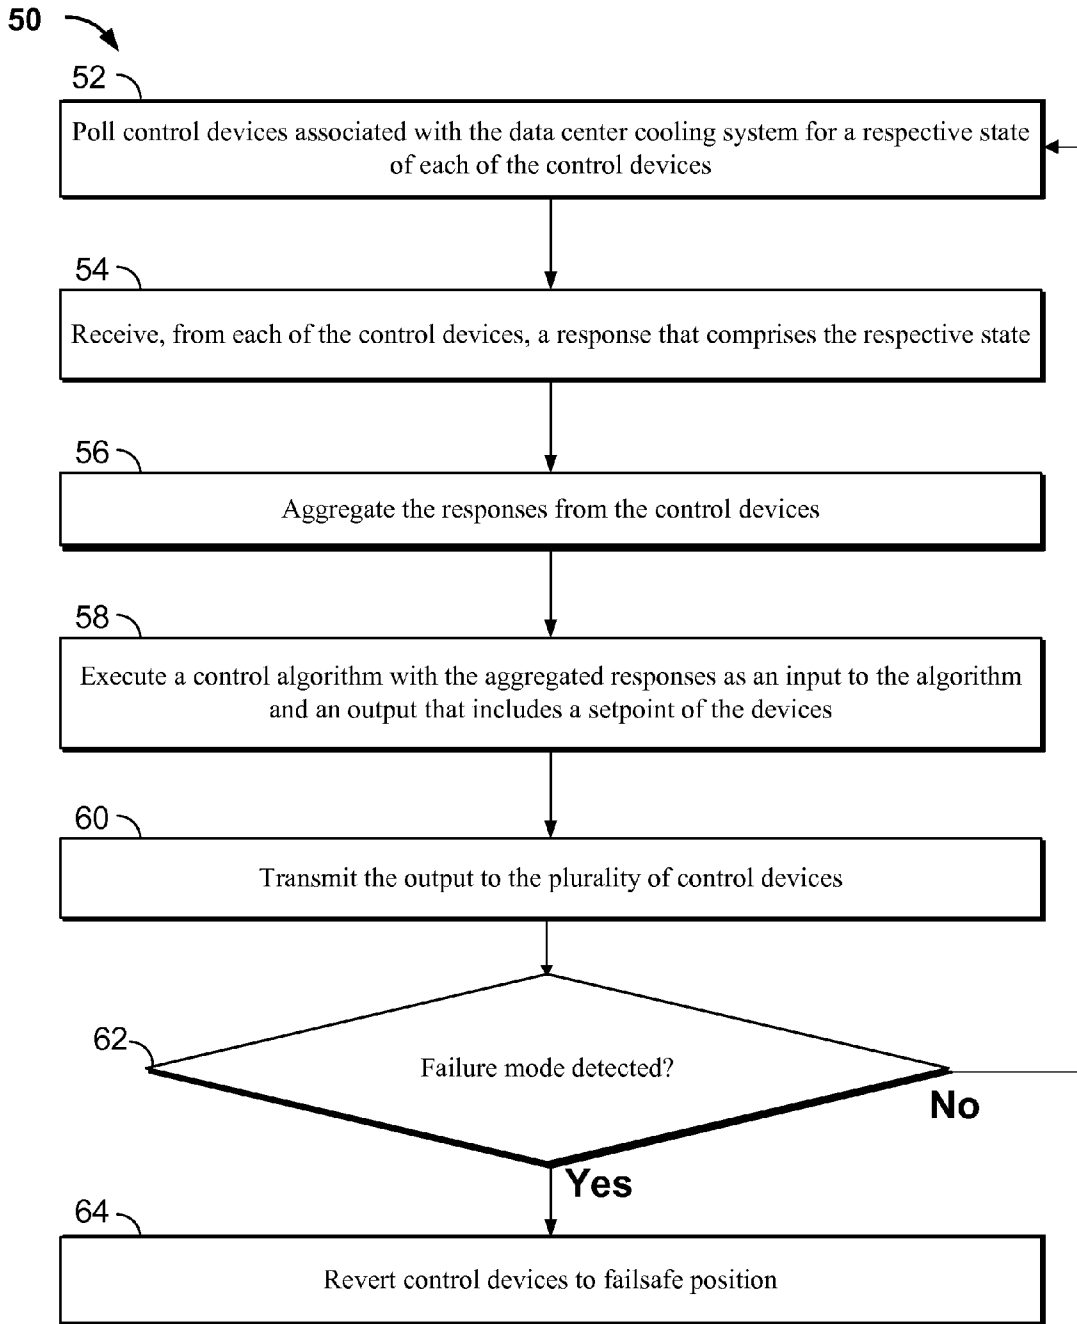 50
52
Poll control devices associated with the data center cooling system for a respective state
of each of the control devices
54
Receive, from each of the control devices, a response that comprises the respective state
56
Aggregate the responses from the control devices
58
Execute a control algorithm with the aggregated responses as an input to the algorithm
and an output that includes a setpoint of the devices
60
Transmit the output to the plurality of control devices
62
Failure mode detected?
No
Yes
64
Revert control devices to failsafe position